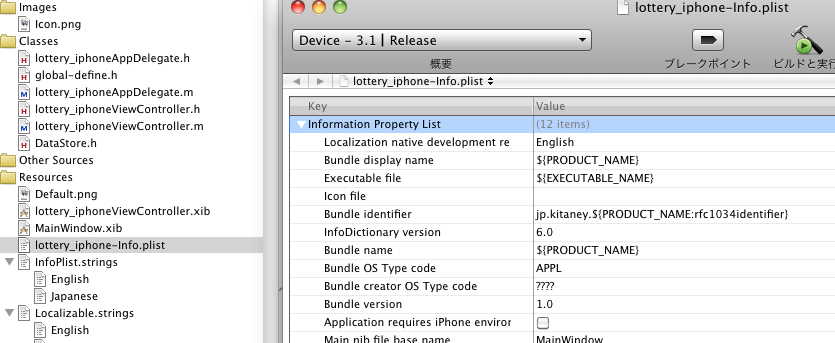 Images
Icon.png
Classes
lottery_iphoneAppDelegate.h
global-define.h
lottery_iphoneAppDelegate.m
lottery_iphoneViewController.h
lottery_iphoneViewController.m
DataStore.h
Other Sources
Resources
Default.png
lottery_iphoneViewController.xib
MainWindow.xib
lottery_iphone-Info.plist
InfoPlist.strings
English
Japanese
Localizable.strings
English
lottery_iphone-Info.plist
Device - 3.1 | Release
概要
ブレークポイント
ビルドと実行
lottery_iphone-Info.plist
Key Value
Information Property List (12 items)
Localization native development re English
Bundle display name ${PRODUCT_NAME}
Executable file ${EXECUTABLE_NAME}
Icon file
Bundle identifier jp.kitaney.${PRODUCT_NAME:rfc1034identifier}
InfoDictionary version 6.0
Bundle name ${PRODUCT_NAME}
Bundle OS Type code APPL
Bundle creator OS Type code ????
Bundle version 1.0
Application requires iPhone enviror
Main nib file base name MainWindow